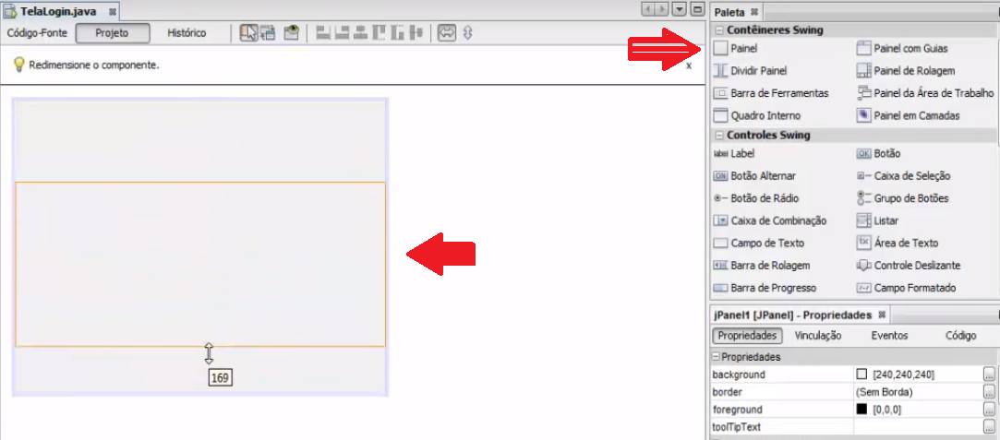 TelaLogin.java
Código-Fonte Projeto Histórico
Redimensione o componente.
x
169
Paleta
Contêineres Swing
Painel Painel com Guias
Dividir Painel Painel de Rolagem
Barra de Ferramentas Painel da Área de Trabalho
Quadro Interno Painel em Camadas
Controles Swing
label Label OK Botão
ON Botão Alternar Caixa de Seleção
Botão de Rádio Grupo de Botões
Caixa de Combinação Listar
Campo de Texto tx Área de Texto
Barra de Rolagem Controle Deslizante
Barra de Progresso Campo Formatado
jPanel1 [JPanel] - Propriedades
Propriedades Vinculação Eventos Código
Propriedades
background [240,240,240] ...
border (Sem Borda) ...
foreground [0,0,0] ...
toolTipText ...